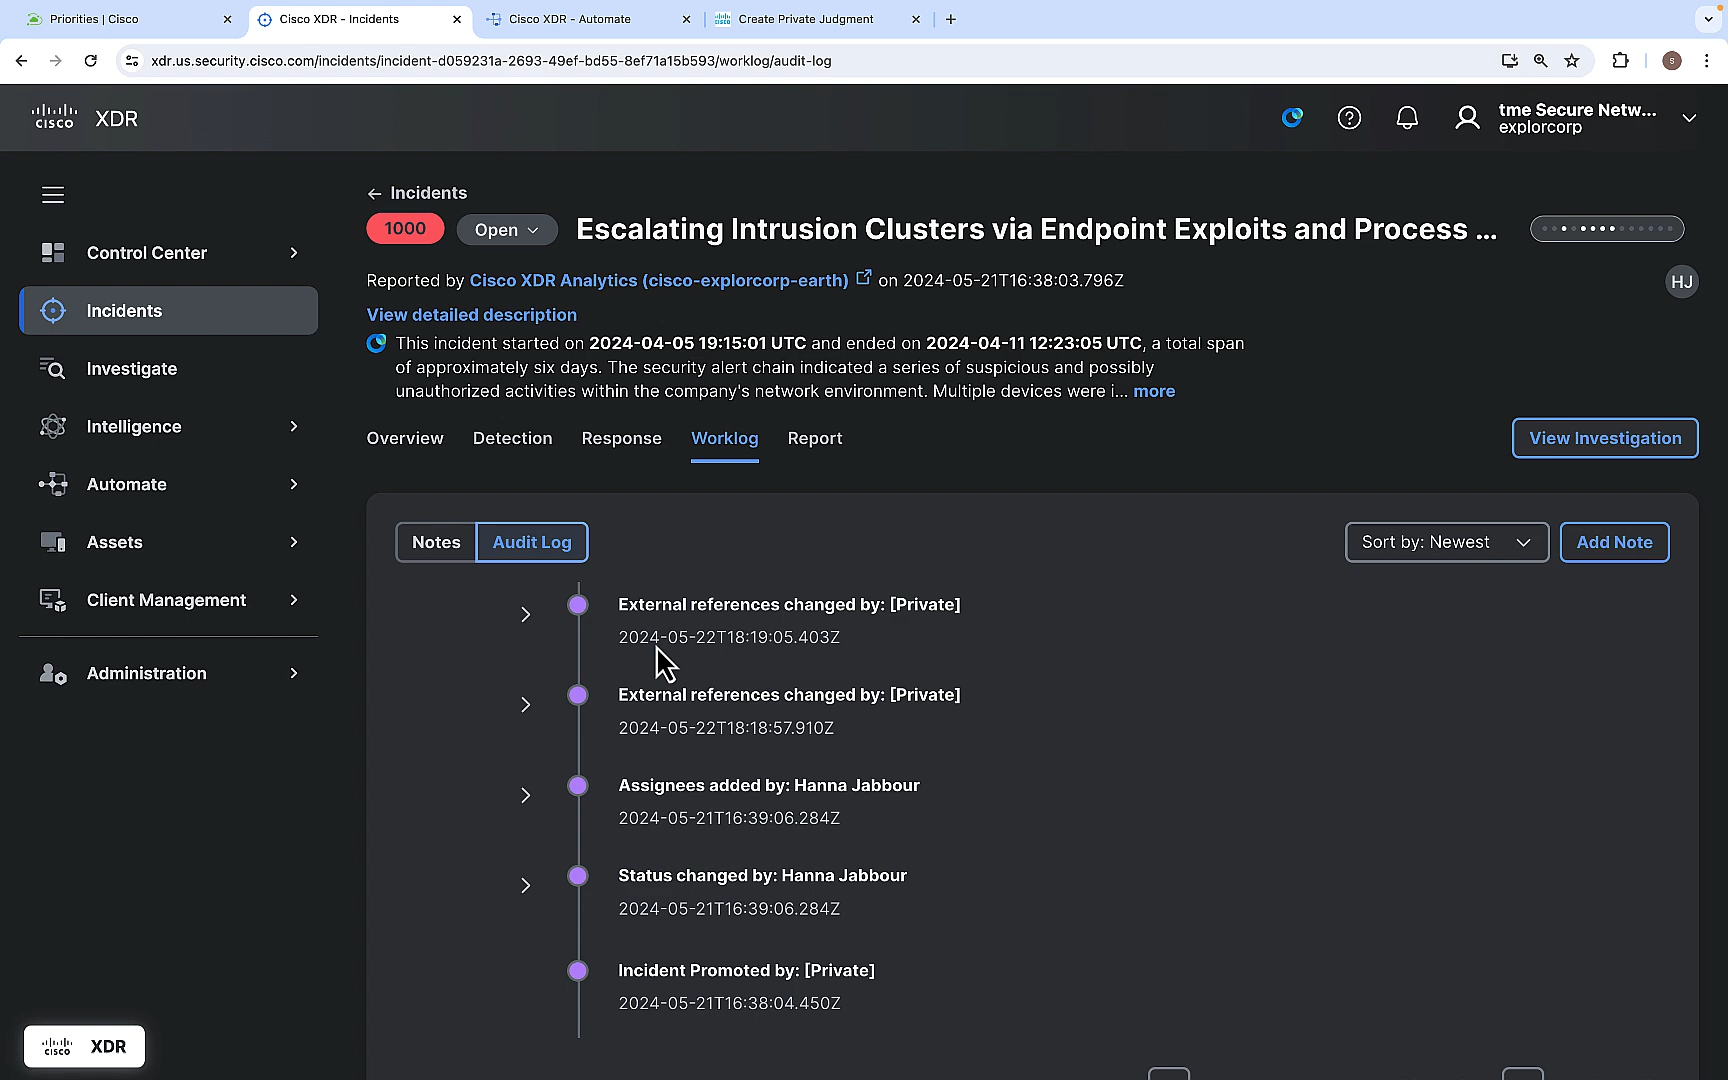 Priorities | Cisco
Cisco XDR - Incidents
Cisco XDR - Automate
Create Private Judgment
xdr.us.security.cisco.com/incidents/incident-d059231a-2693-49ef-bd55-8ef71a15b593/worklog/audit-log
S
cisco
XDR
tme Secure Netw...
explorcorp
Control Center
Incidents
Investigate
Intelligence
Automate
Assets
Client Management
Administration
Incidents
1000
Open
Escalating Intrusion Clusters via Endpoint Exploits and Process ...
Reported by Cisco XDR Analytics (cisco-explorcorp-earth) on 2024-05-21T16:38:03.796Z
HJ
View detailed description
This incident started on 2024-04-05 19:15:01 UTC and ended on 2024-04-11 12:23:05 UTC, a total span
of approximately six days. The security alert chain indicated a series of suspicious and possibly
unauthorized activities within the company's network environment. Multiple devices were i... more
Overview
Detection
Response
Worklog
Report
View Investigation
Notes
Audit Log
Sort by: Newest
Add Note
External references changed by: [Private]
2024-05-22T18:19:05.403Z
External references changed by: [Private]
2024-05-22T18:18:57.910Z
Assignees added by: Hanna Jabbour
2024-05-21T16:39:06.284Z
Status changed by: Hanna Jabbour
2024-05-21T16:39:06.284Z
Incident Promoted by: [Private]
2024-05-21T16:38:04.450Z
cisco
XDR